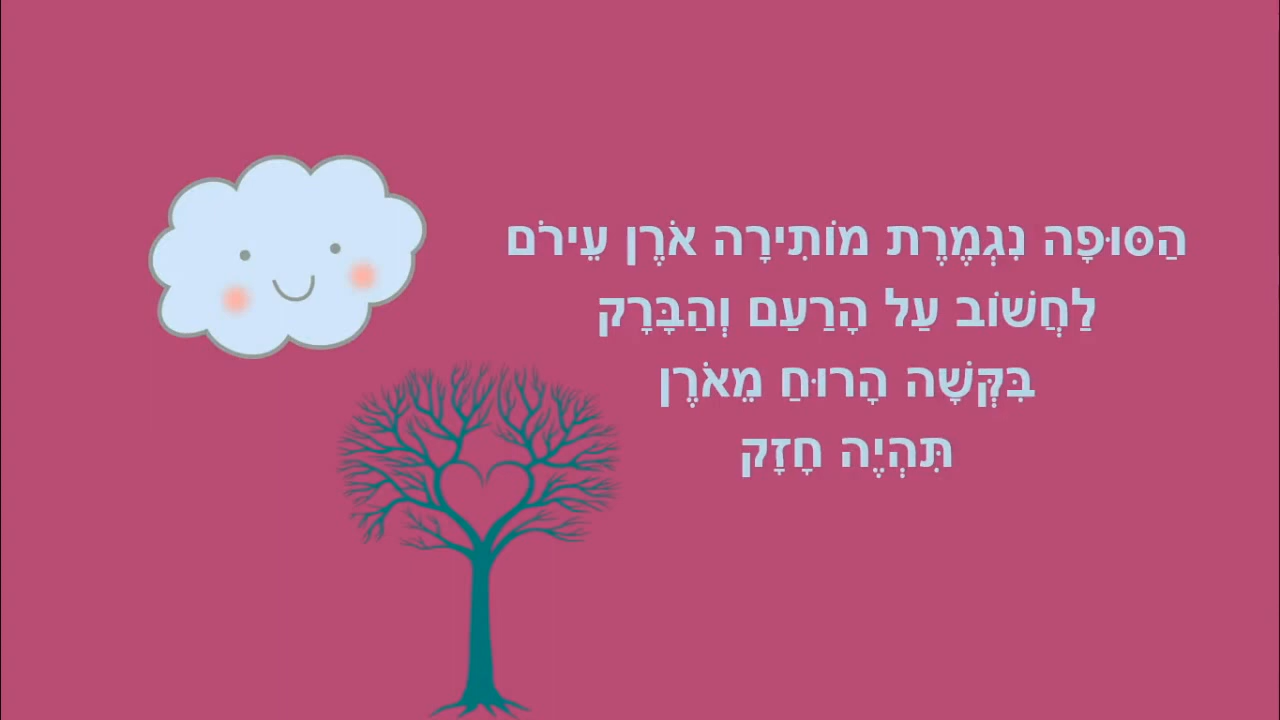 הַסּוּפָה נִגְמֶרֶת מוֹתִירָה אֹרֶן עֵירֹם
לַחֲשׁוֹב עַל הָרַעַם וְהַבָּרָק
בִּקְּשָׁה הָרוּחַ מֵאֹרֶן
תִּהְיֶה חָזָק